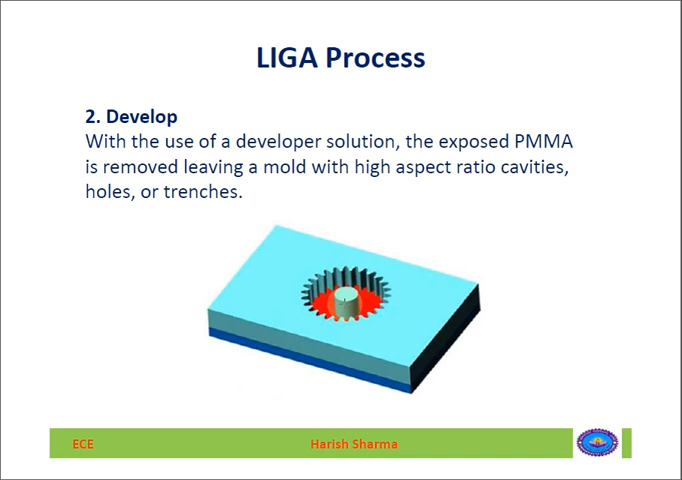 LIGA Process
2. Develop
With the use of a developer solution, the exposed PMMA
is removed leaving a mold with high aspect ratio cavities,
holes, or trenches.
ECE
Harish Sharma